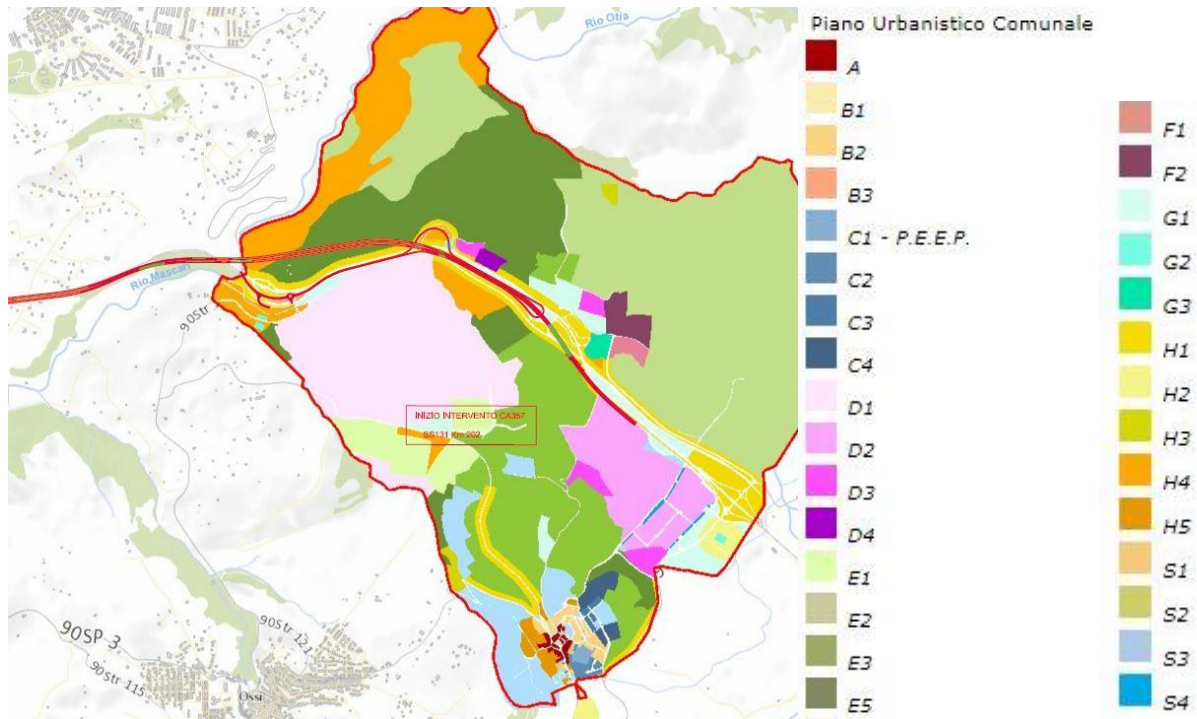 Rio Otia
Rio Mascari
90Str
INIZIO INTERVENTO CA357
SS131 Km 202
90SP 3
90Str 121
90Str 115
Ossi
Piano Urbanistico Comunale
A
B1
B2
B3
C1 - P.E.E.P.
C2
C3
C4
D1
D2
D3
D4
E1
E2
E3
E5
F1
F2
G1
G2
G3
H1
H2
H3
H4
H5
S1
S2
S3
S4